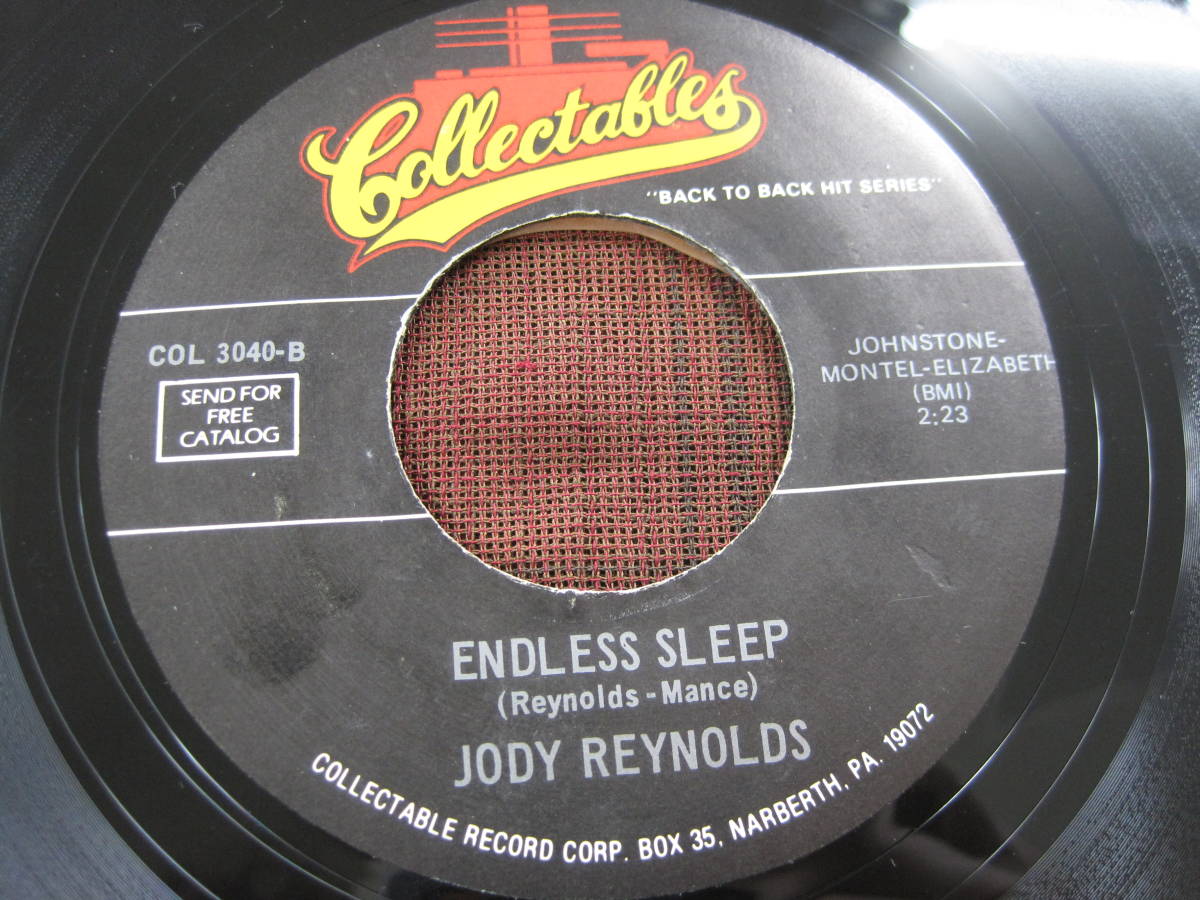 Collectables
"BACK TO BACK HIT SERIES"
COL 3040-B
SEND FOR
FREE
CATALOG
JOHNSTONE-
MONTEL-ELIZABETH
(BMI)
2:23
ENDLESS SLEEP
(Reynolds - Mance)
JODY REYNOLDS
COLLECTABLE RECORD CORP. BOX 35, NARBERTH, PA. 19072